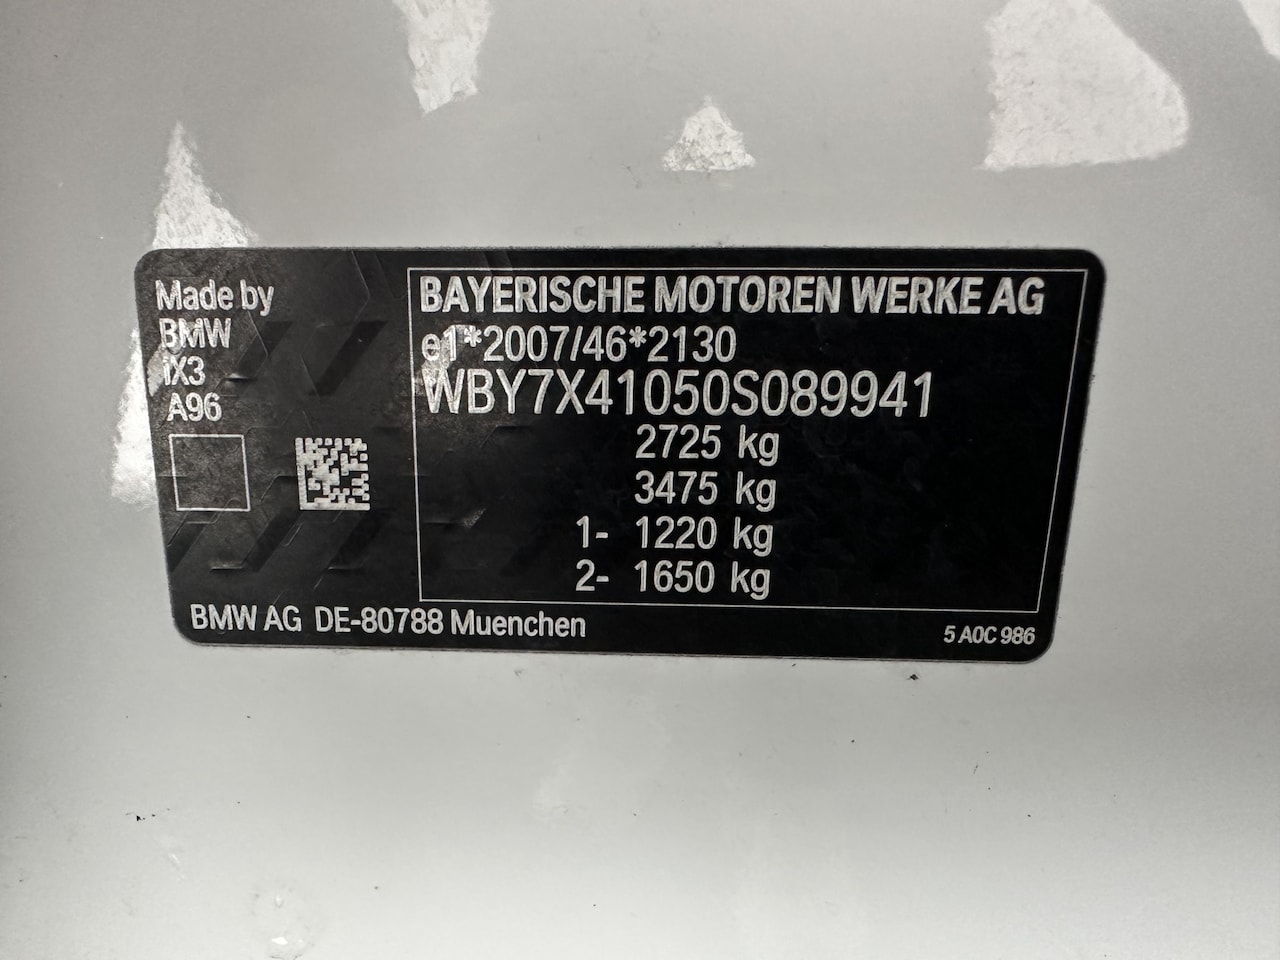 Made by
BMW
iX3
A96
BAYERISCHE MOTOREN WERKE AG
e1*2007/46*2130
WBY7X41050S089941
2725 kg
3475 kg
1- 1220 kg
2- 1650 kg
BMW AG DE-80788 Muenchen
5 A0C 986